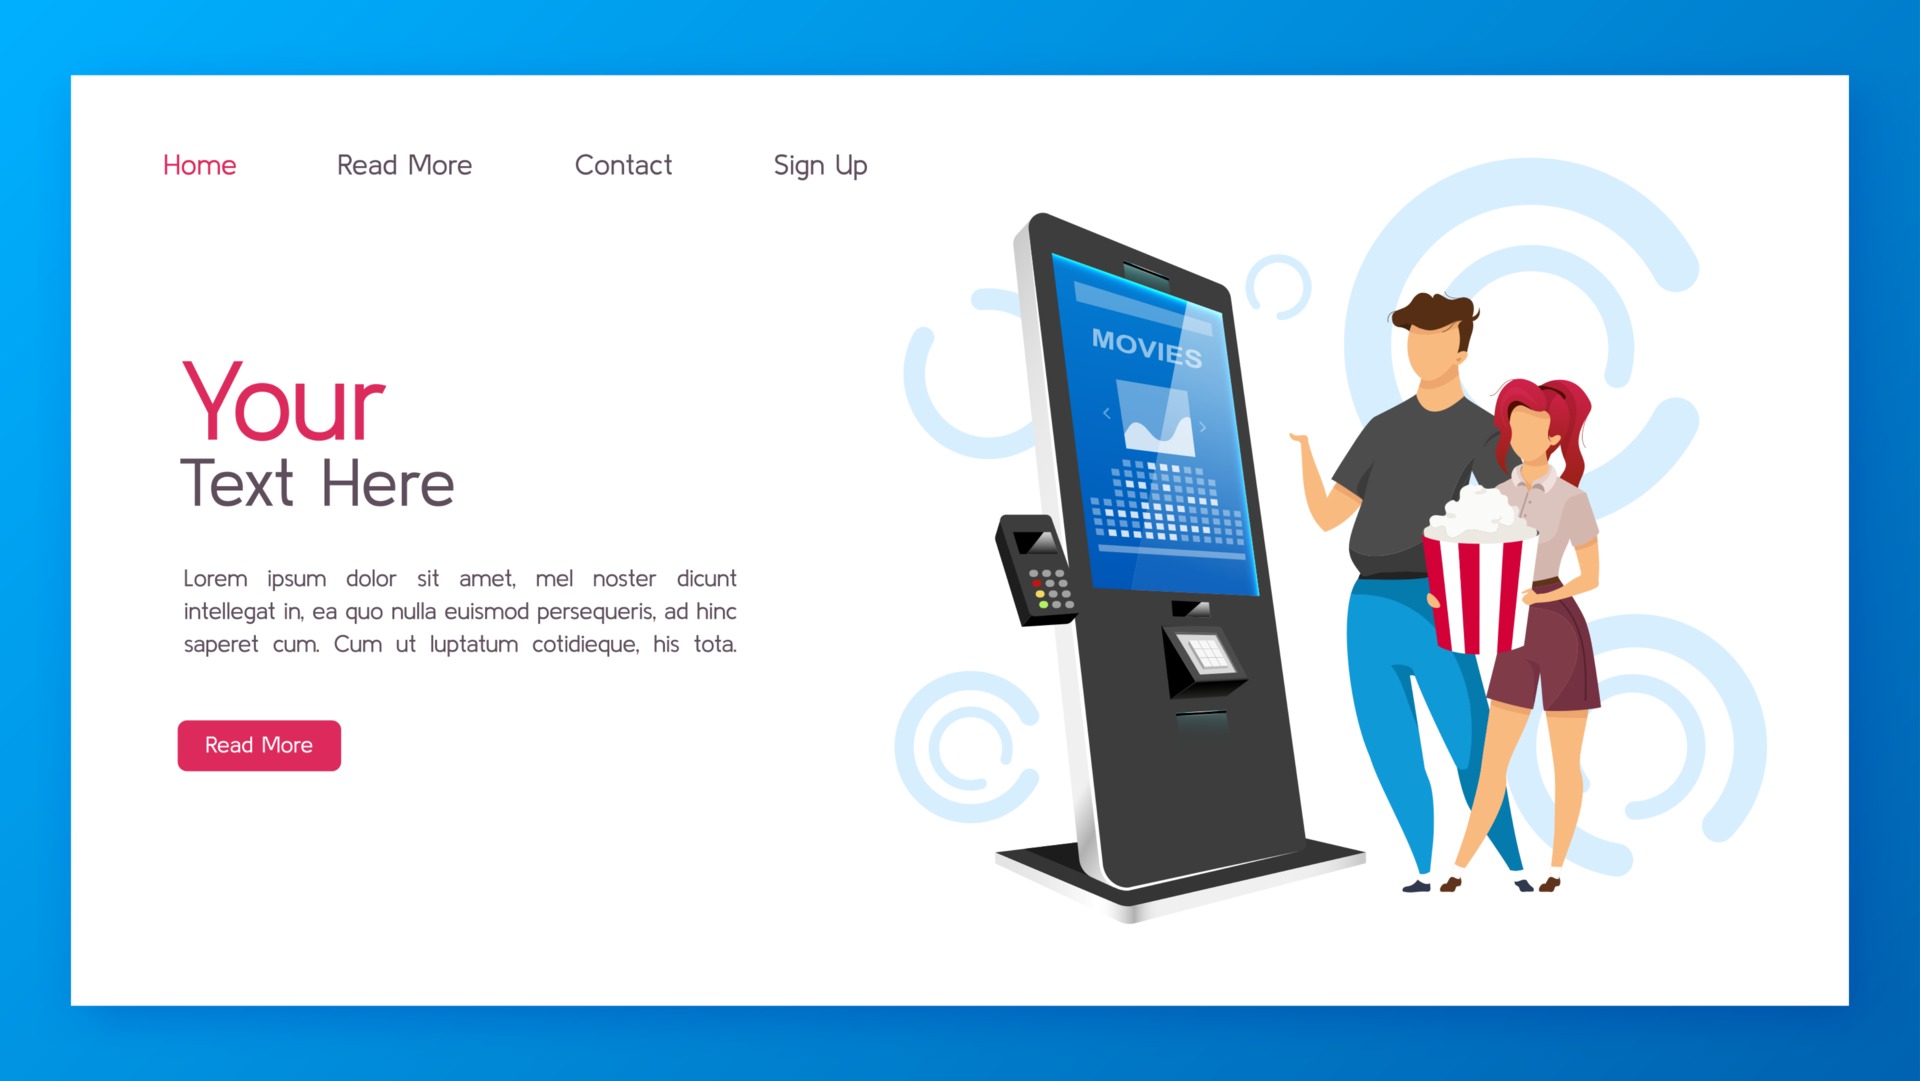 Home Read More Contact Sign Up
MOVIES
Your
Text Here
Lorem ipsum dolor sit amet, mel noster dicunt
intellegat in, ea quo nulla euismod persequeris, ad hinc
saperet cum. Cum ut luptatum cotidieque, his tota.
Read More